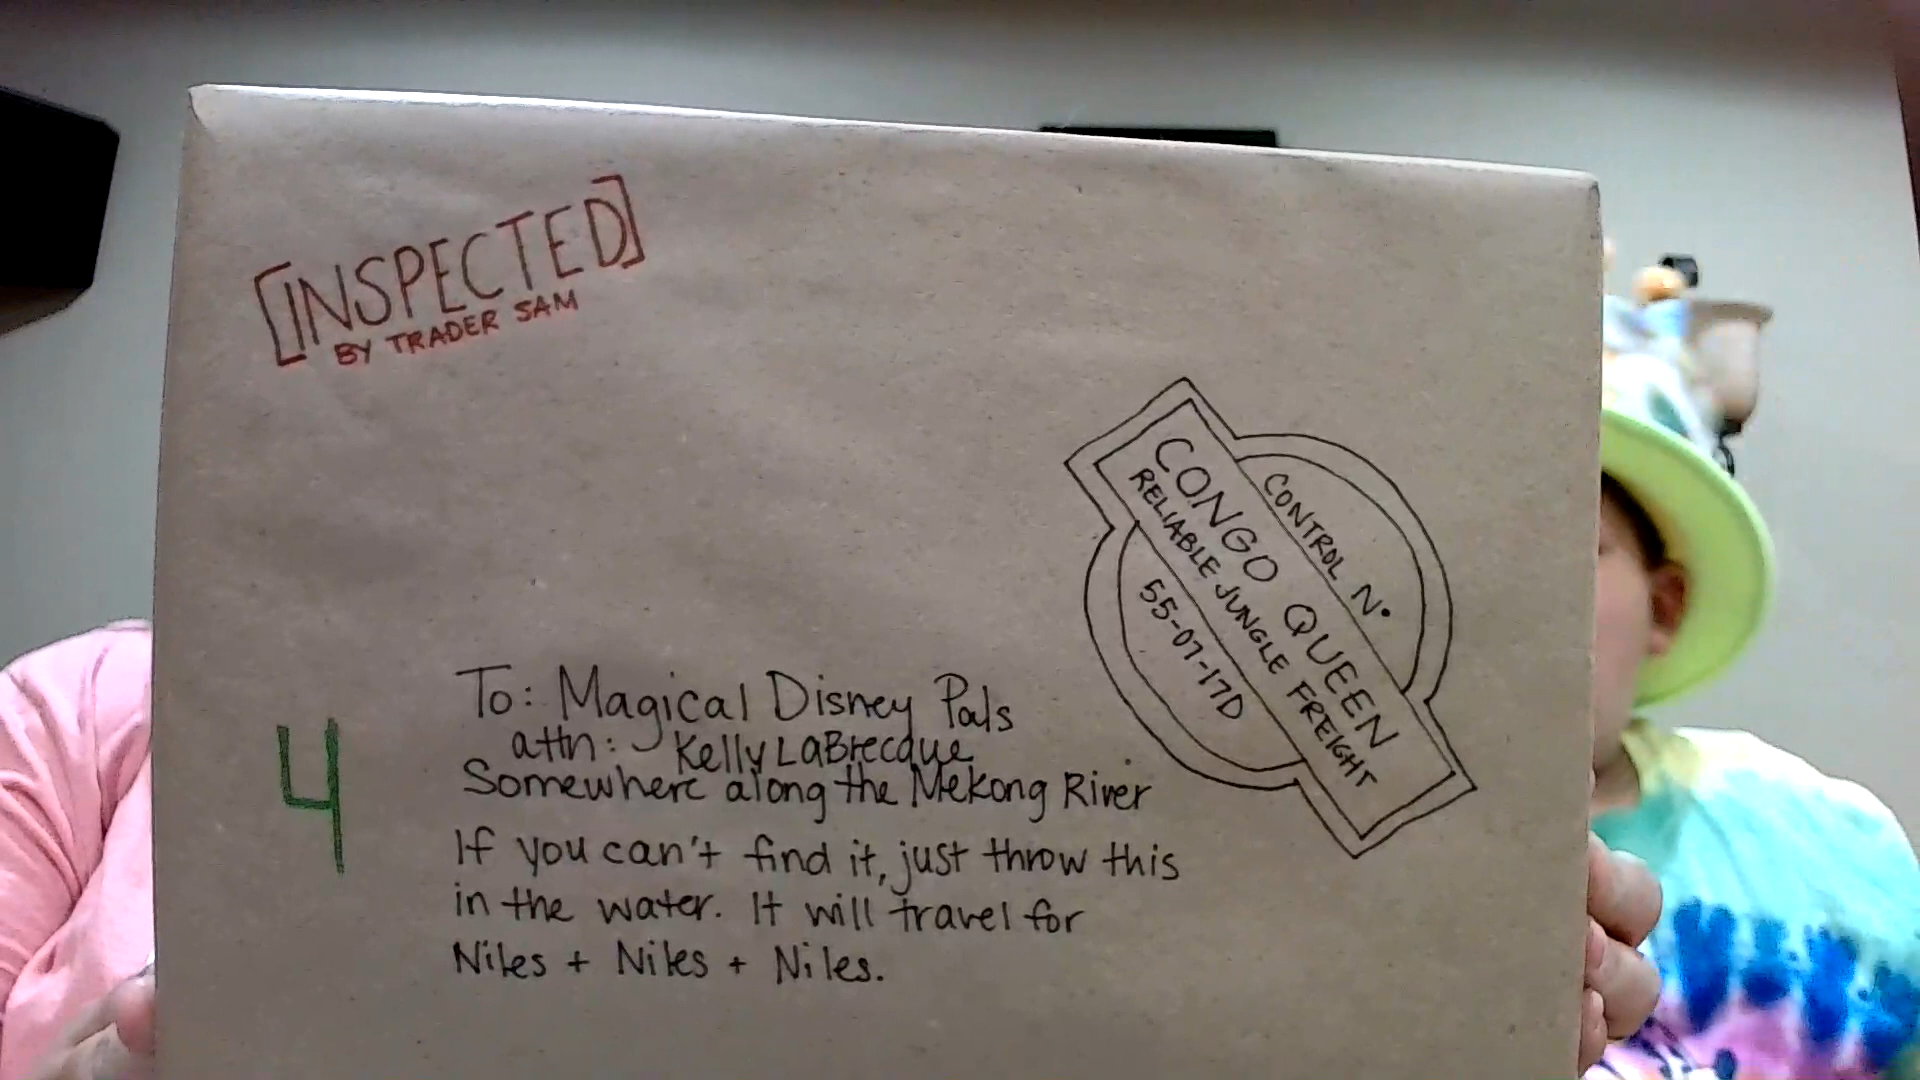 [INSPECTED]
BY TRADER SAM
CONTROL N°
CONGO QUEEN
RELIABLE JUNGLE FREIGHT
55-07-17D
4
To: Magical Disney Pals
attn: Kelly LaBrecque
Somewhere along the Mekong River
If you can't find it, just throw this
in the water. It will travel for
Niles + Niles + Niles.